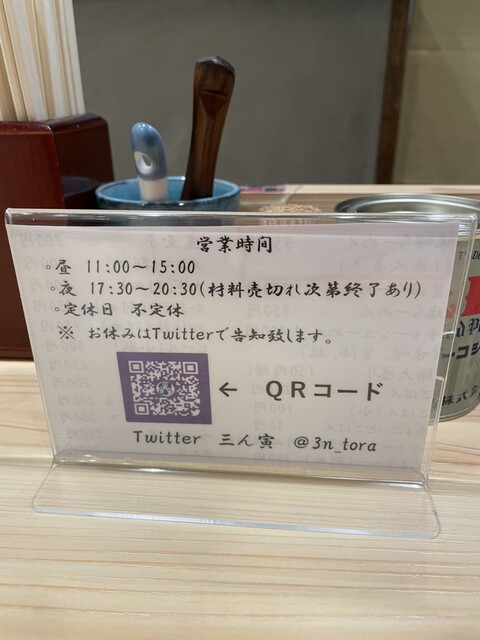 営業時間
。昼 11:00〜15:00
。夜 17:30〜20:30(材料売切れ次第終了あり)
。定休日 不定休
※ お休みはTwitterで告知致します。
← QRコード
Twitter 三ん寅 @3n_tora